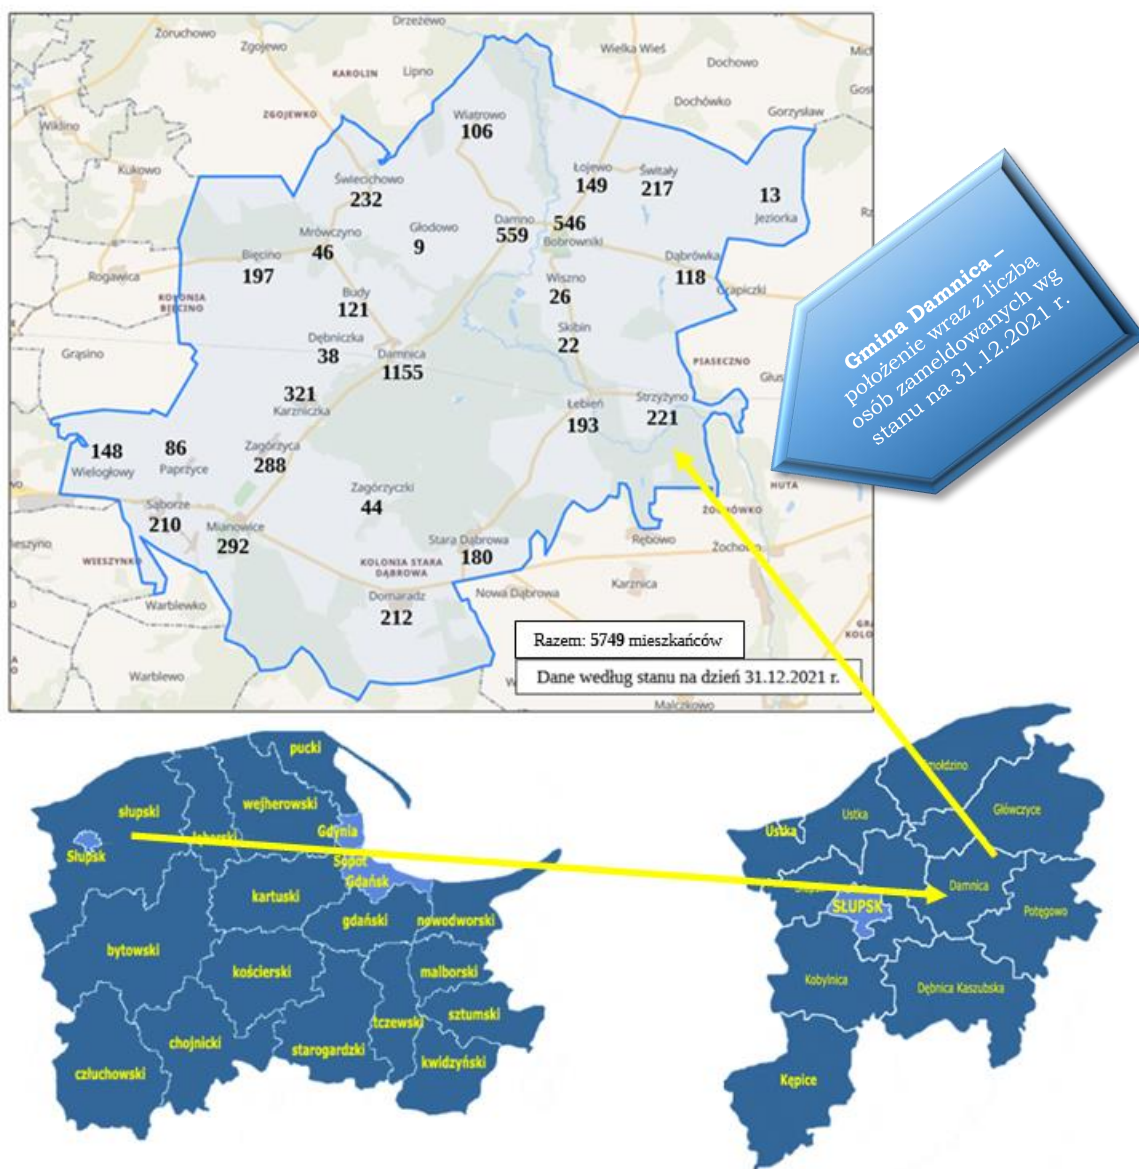 Drzeżewo
Żoruchowo
Zgojewo
Wielka Wieś
Dochowo
KAROLIN
Lipno
Dochówko
Gorzysław
ZGOJEWKO
Wiatrowo
106
Wiklino
Kukowo
Świecichowo
232
Łojewo
149
Świtały
217
13
Jeziorka
Mrówczyno
46
Głodowo
9
Damno
559
546
Bobrowniki
Bięcino
197
Dąbrówka
118
Rogawica
KOLONIA
BIĘCINO
Budy
121
Wiszno
26
Skibin
22
Grąsino
Dębniczka
38
Damnica
1155
PIASECZNO
321
Karzniczka
Łebień
193
Strzyżyno
221
148
Wielogłowy
86
Paprzyce
Zagórzyca
288
Zagórzyczki
44
HUTA
Sąborze
210
Mianowice
292
ŻOCHÓWKO
Rębowo
Żochowo
WIESZYNKO
KOLONIA STARA
DĄBROWA
Stara Dąbrowa
180
Karznica
Warblewko
Domaradz
212
Nowa Dąbrowa
Razem: 5749 mieszkańców
Dane według stanu na dzień 31.12.2021 r.
Warblewo
Malczkowo
Gmina Damnica –
położenie wraz z liczbą
osób zameldowanych wg
stanu na 31.12.2021 r.
pucki
słupski
wejherowski
Gdynia
Słupsk
Sopot
Gdańsk
kartuski
gdański
nowodworski
bytowski
kościerski
malborski
sztumski
tczewski
chojnicki
starogardzki
kwidzyński
człuchowski
Główczyce
Ustka
Ustka
Damnica
SŁUPSK
Potęgowo
Kobylnica
Dębnica Kaszubska
Kępice